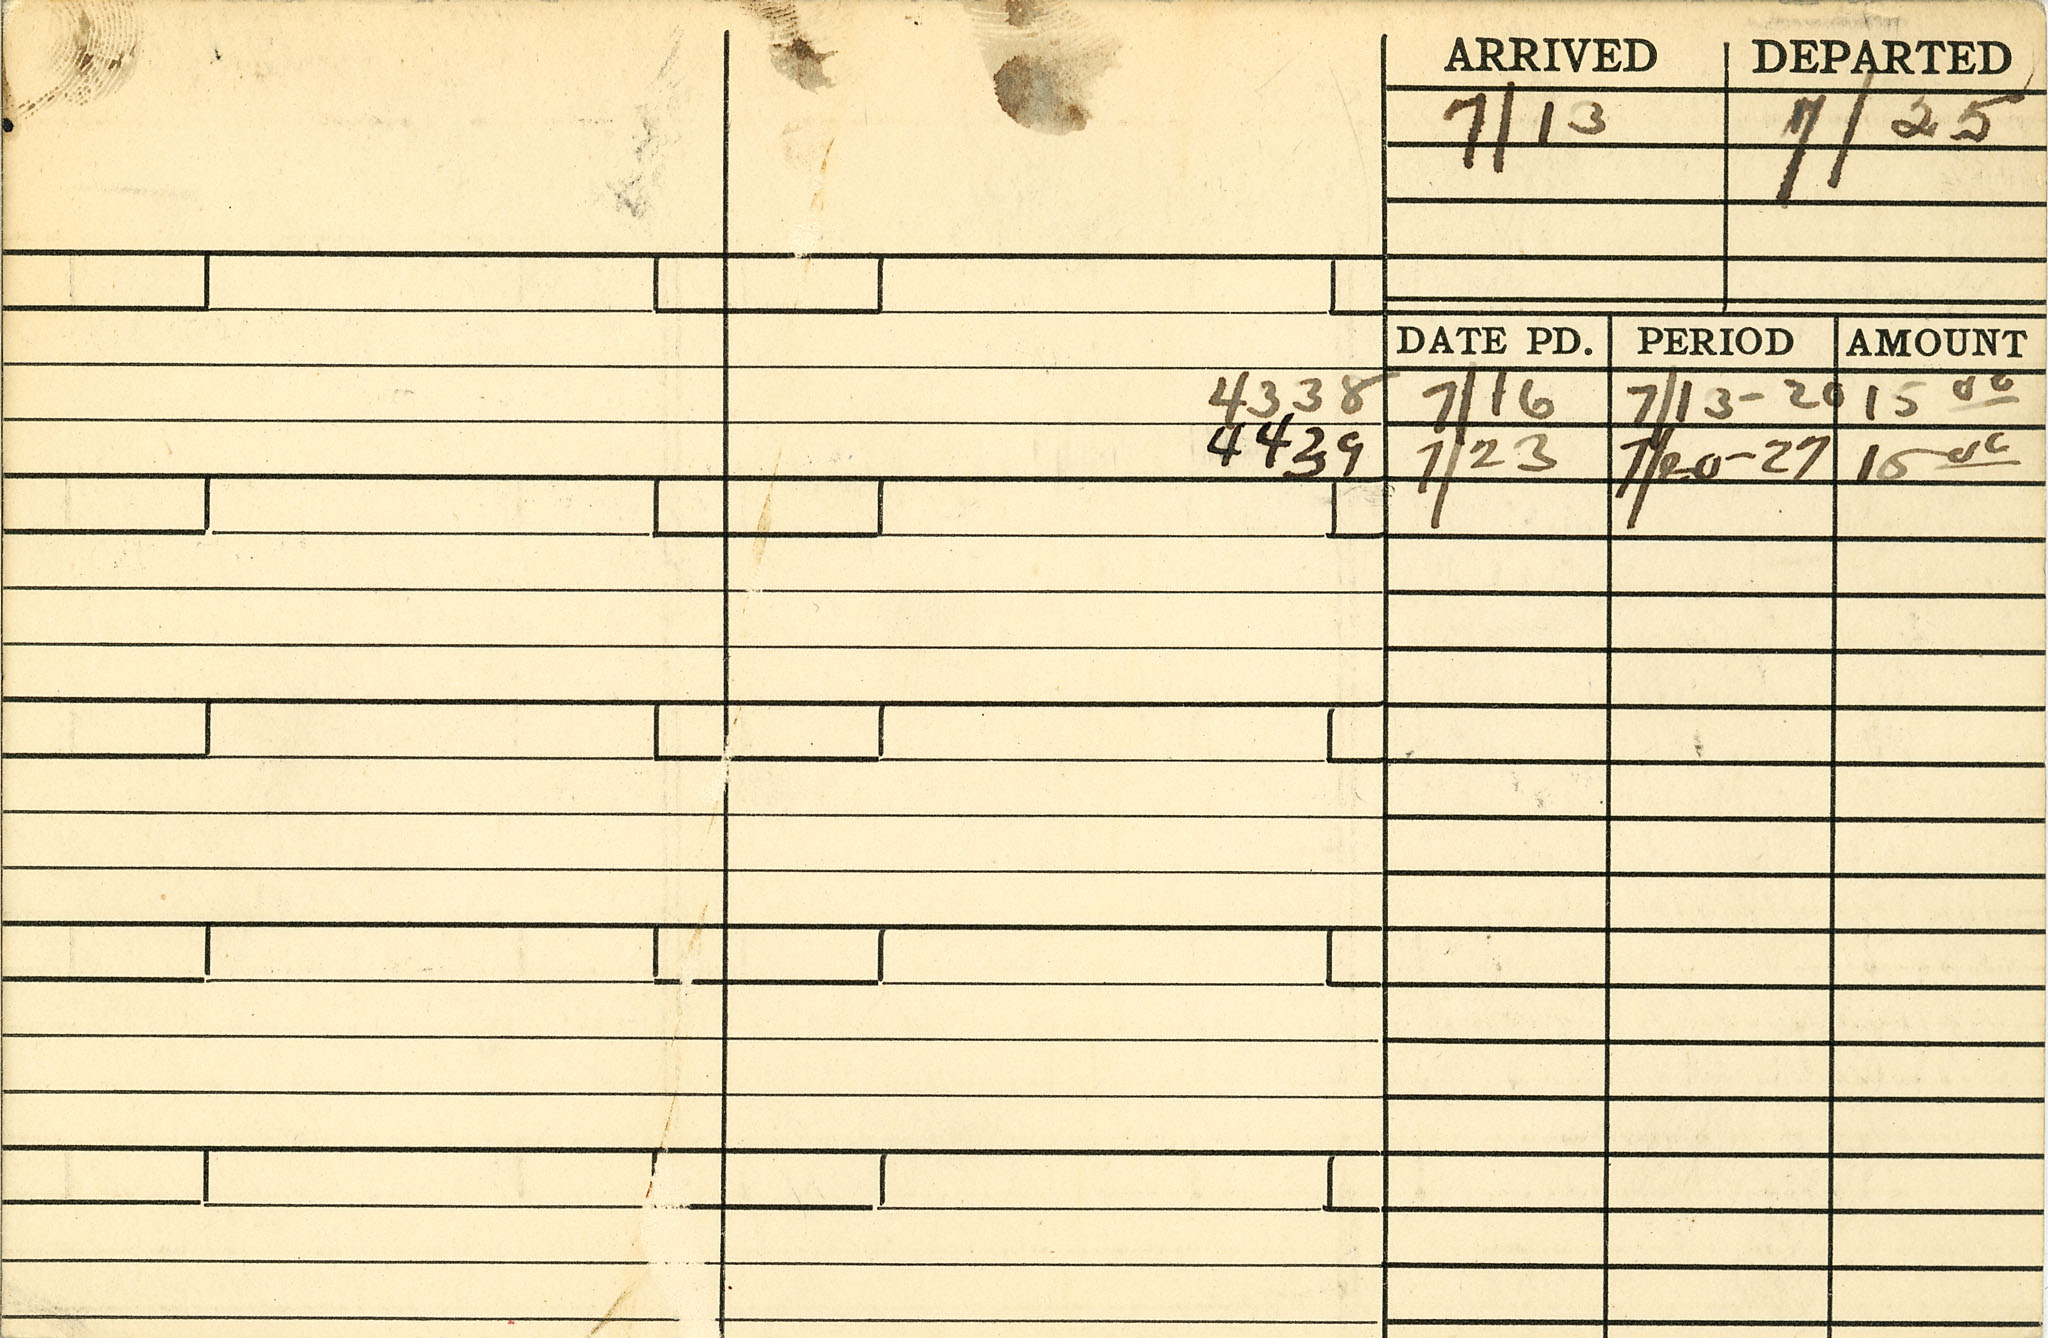 ARRIVED DEPARTED
7/13 7/25
DATE PD. PERIOD AMOUNT
4338 7/16 7/13-20 15 00
4439 7/23 7/20-27 15 00